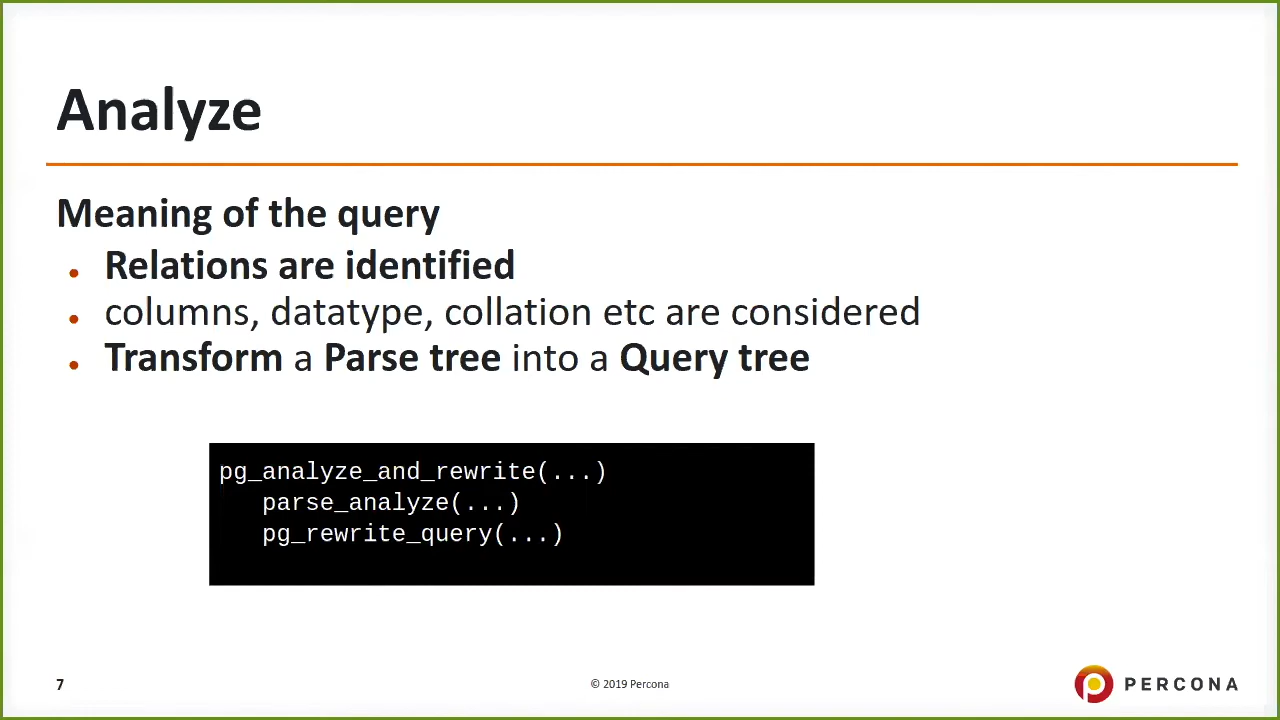 Analyze
Meaning of the query
• Relations are identified
• columns, datatype, collation etc are considered
• Transform a Parse tree into a Query tree
pg_analyze_and_rewrite(...)
parse_analyze(...)
pg_rewrite_query(...)
7
© 2019 Percona
PERCONA